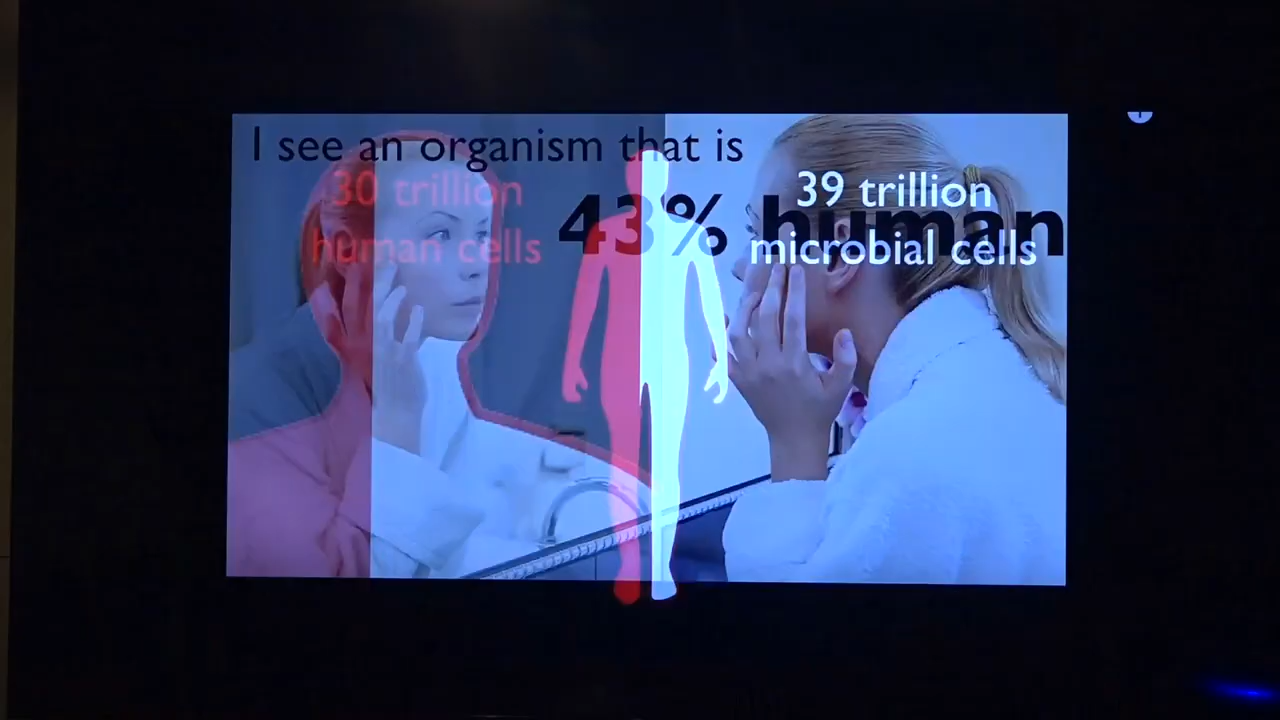 I see an organism that is
43% human
30 trillion
human cells
39 trillion
microbial cells